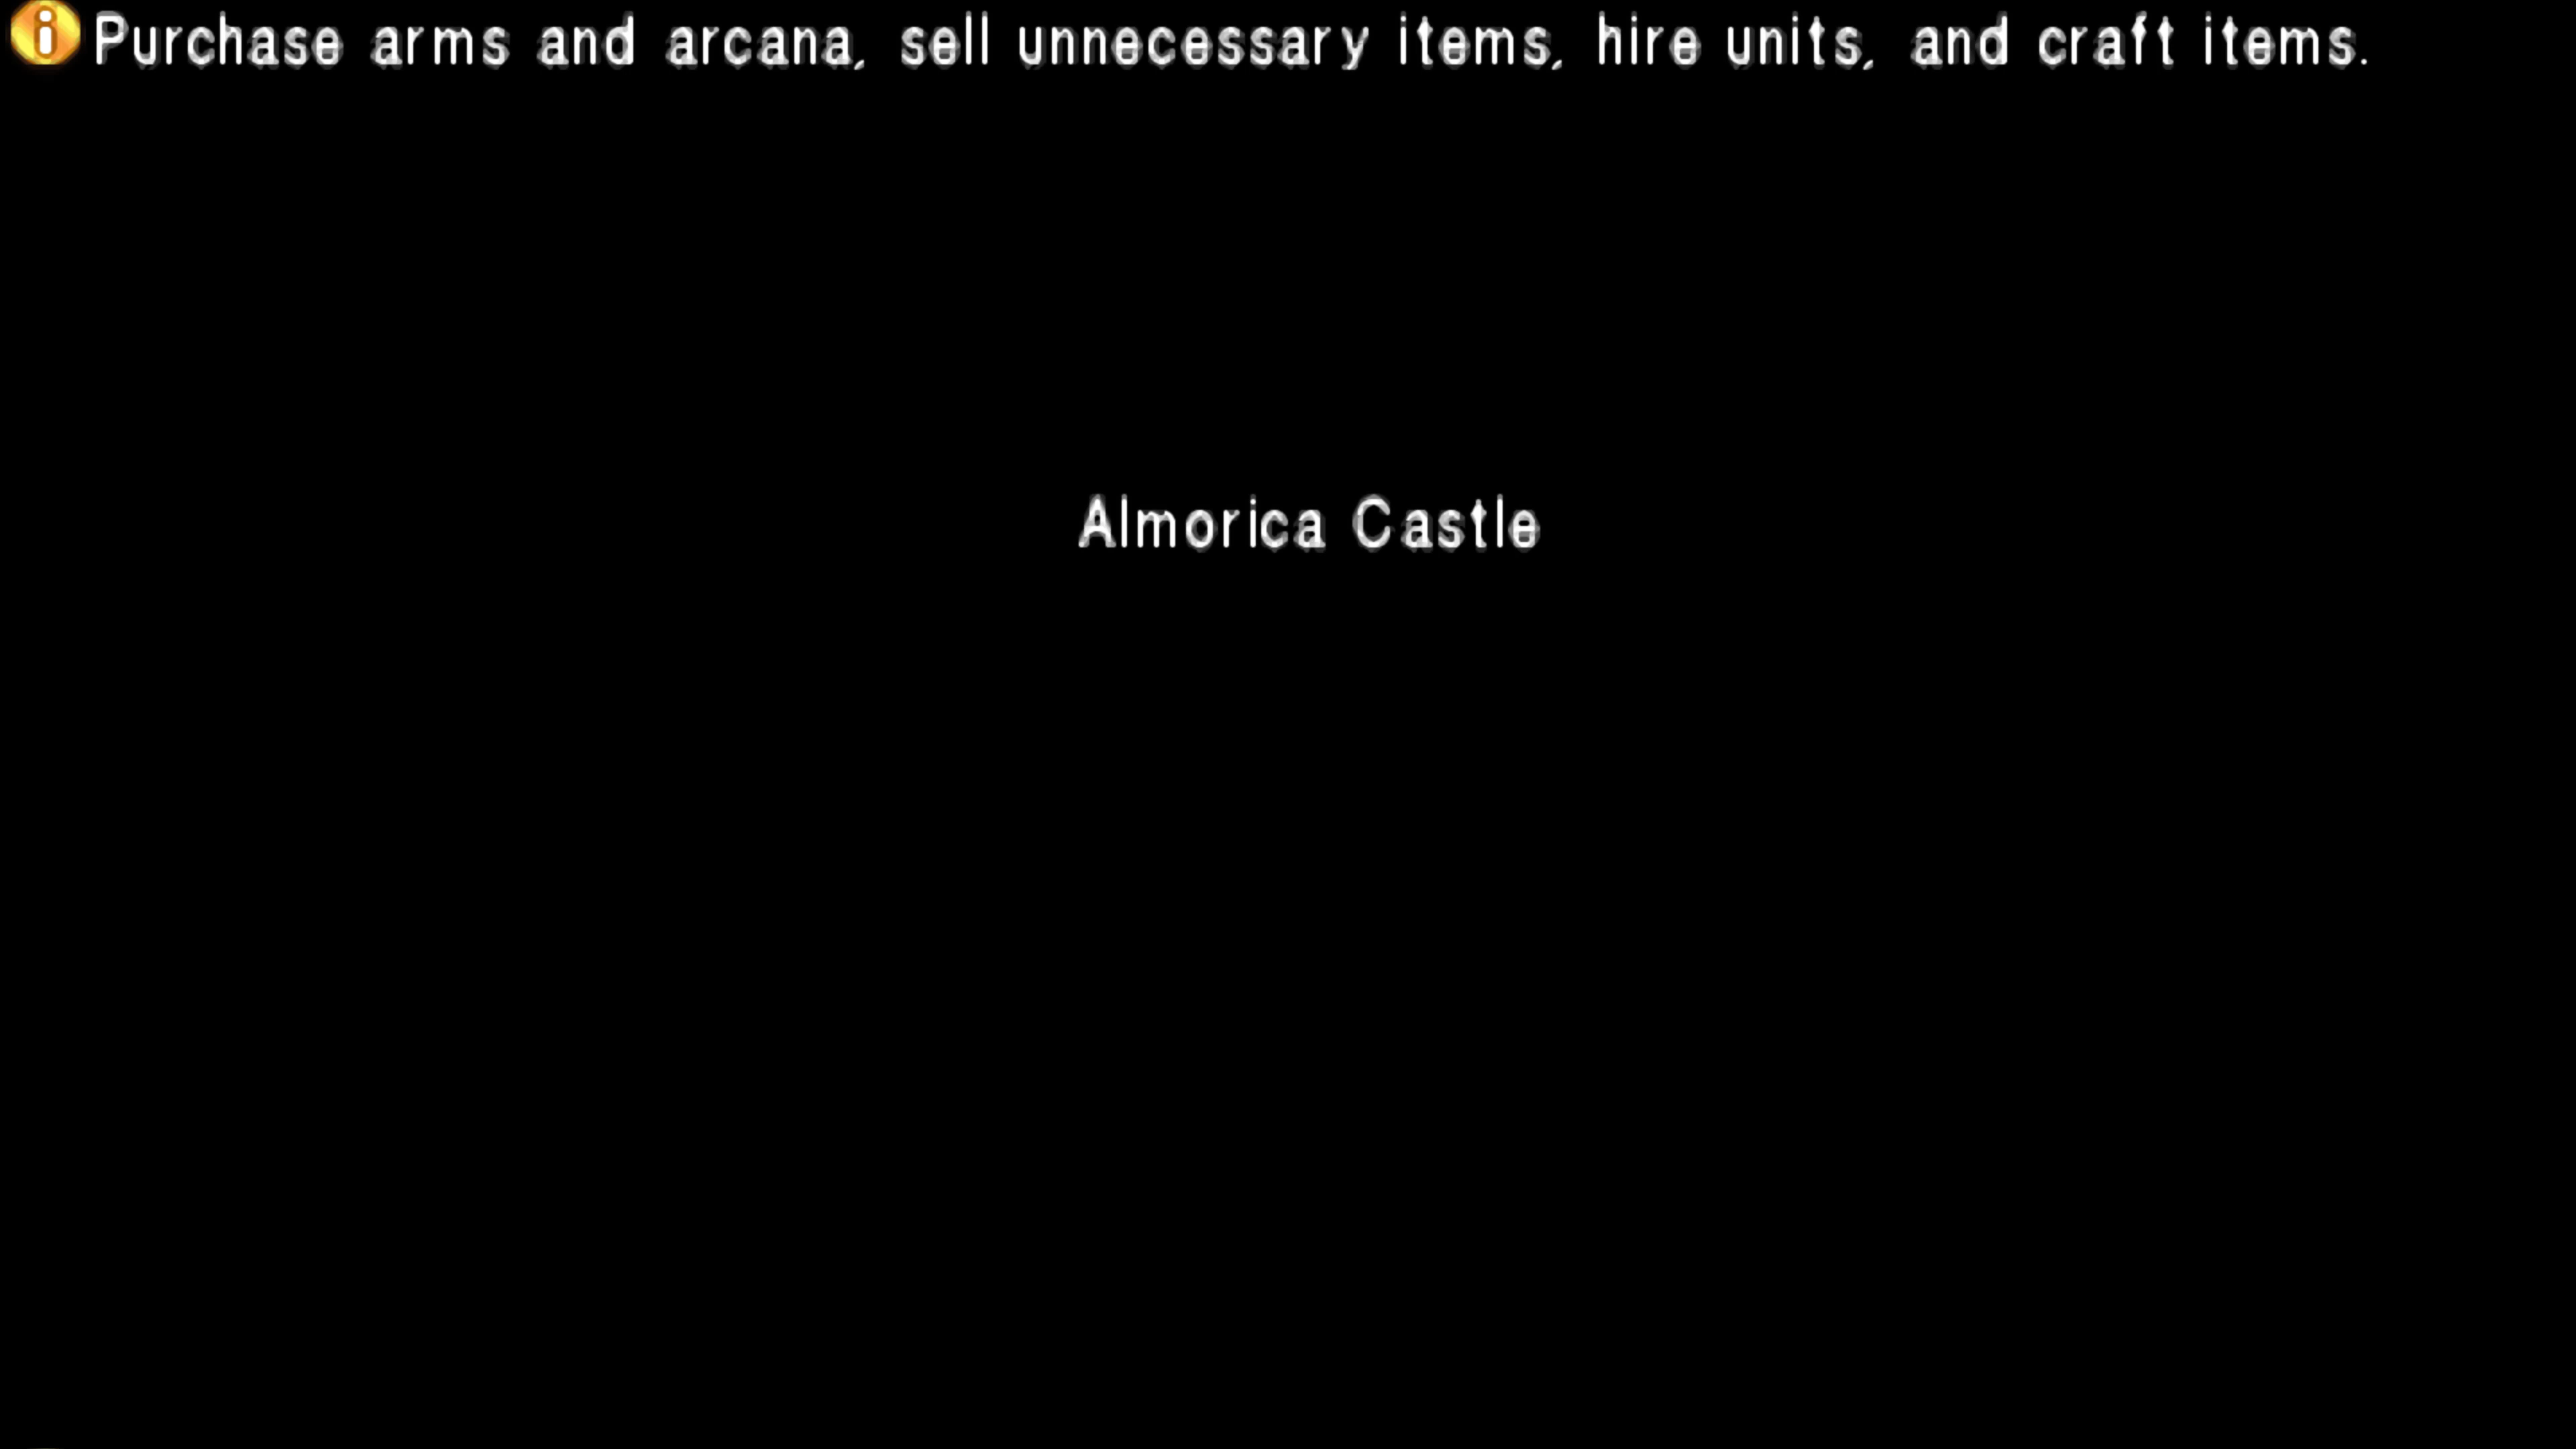 Purchase arms and arcana, sell unnecessary items, hire units, and craft items.
Almorica Castle